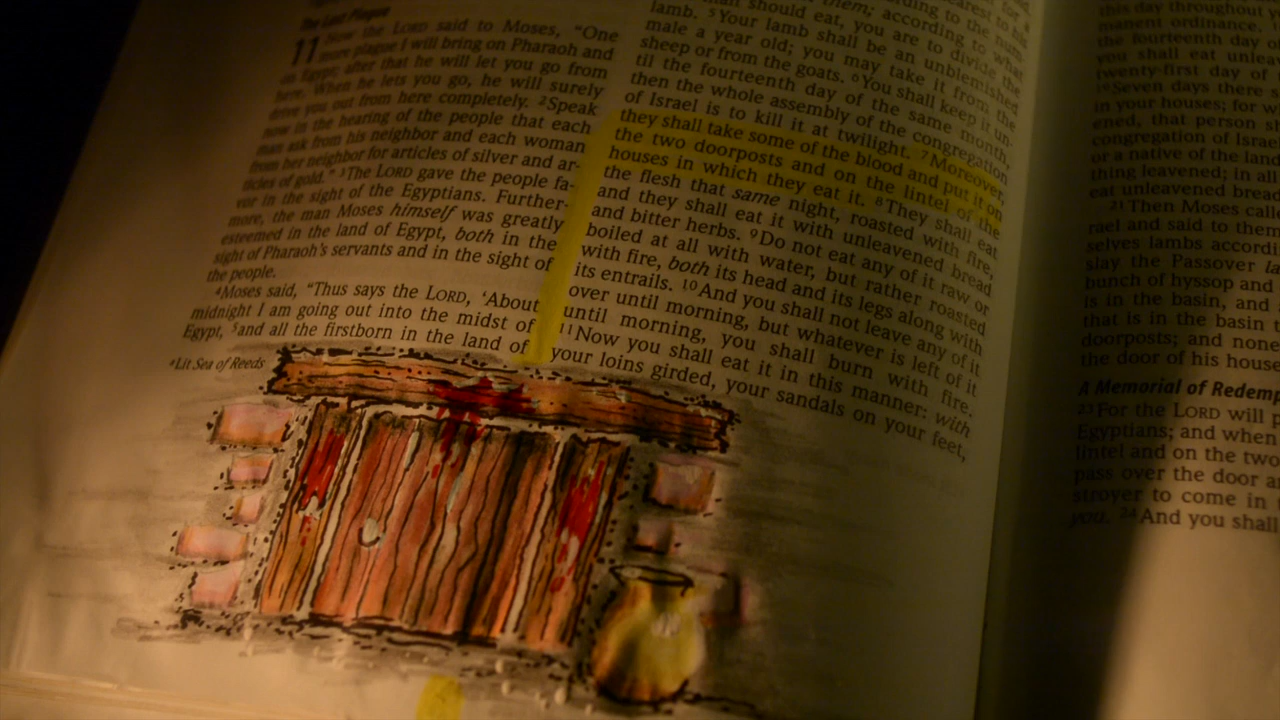 The Last Plague
11 Now the LORD said to Moses, "One
more plague I will bring on Pharaoh and
on Egypt; after that he will let you go from
here. When he lets you go, he will surely
drive you out from here completely. 2Speak
now in the hearing of the people that each
man ask from his neighbor and each woman
from her neighbor for articles of silver and ar-
ticles of gold." 3The LORD gave the people fa-
vor in the sight of the Egyptians. Further-
more, the man Moses himself was greatly
esteemed in the land of Egypt, both in the
sight of Pharaoh's servants and in the sight of
the people.
4Moses said, "Thus says the LORD, 'About
midnight I am going out into the midst of
Egypt, 5and all the firstborn in the land of
Lit Sea of Reeds
nearest to his
them; according to the num
man should eat, you are to divide the
lamb. 5Your lamb shall be an unblemished
male a year old; you may take it from the
sheep or from the goats. 6You shall keep it un-
til the fourteenth day of the same month,
then the whole assembly of the congregation
of Israel is to kill it at twilight. 7Moreover,
they shall take some of the blood and put it on
the two doorposts and on the lintel of the
houses in which they eat it. 8They shall eat
the flesh that same night, roasted with fire,
and they shall eat it with unleavened bread
and bitter herbs. 9Do not eat any of it raw or
boiled at all with water, but rather roasted
with fire, both its head and its legs along with
its entrails. 10And you shall not leave any of it
over until morning, but whatever is left of it
until morning, you shall burn with fire.
11Now you shall eat it in this manner: with
your loins girded, your sandals on your feet,
this day throughout
manent ordinance.
the fourteenth day
you shall eat unlea
twenty-first day of
19Seven days there
in your houses; for w
ened, that person sh
congregation of Israe
or a native of the land
thing leavened; in all
eat unleavened bread
21Then Moses call
rael and said to them
selves lambs accordi
slay the Passover la
bunch of hyssop and
is in the basin, and
that is in the basin t
doorposts; and none
the door of his house
A Memorial of Redemp
23For the LORD will p
Egyptians; and when
lintel and on the two
pass over the door a
stroyer to come in
you. 24And you shall